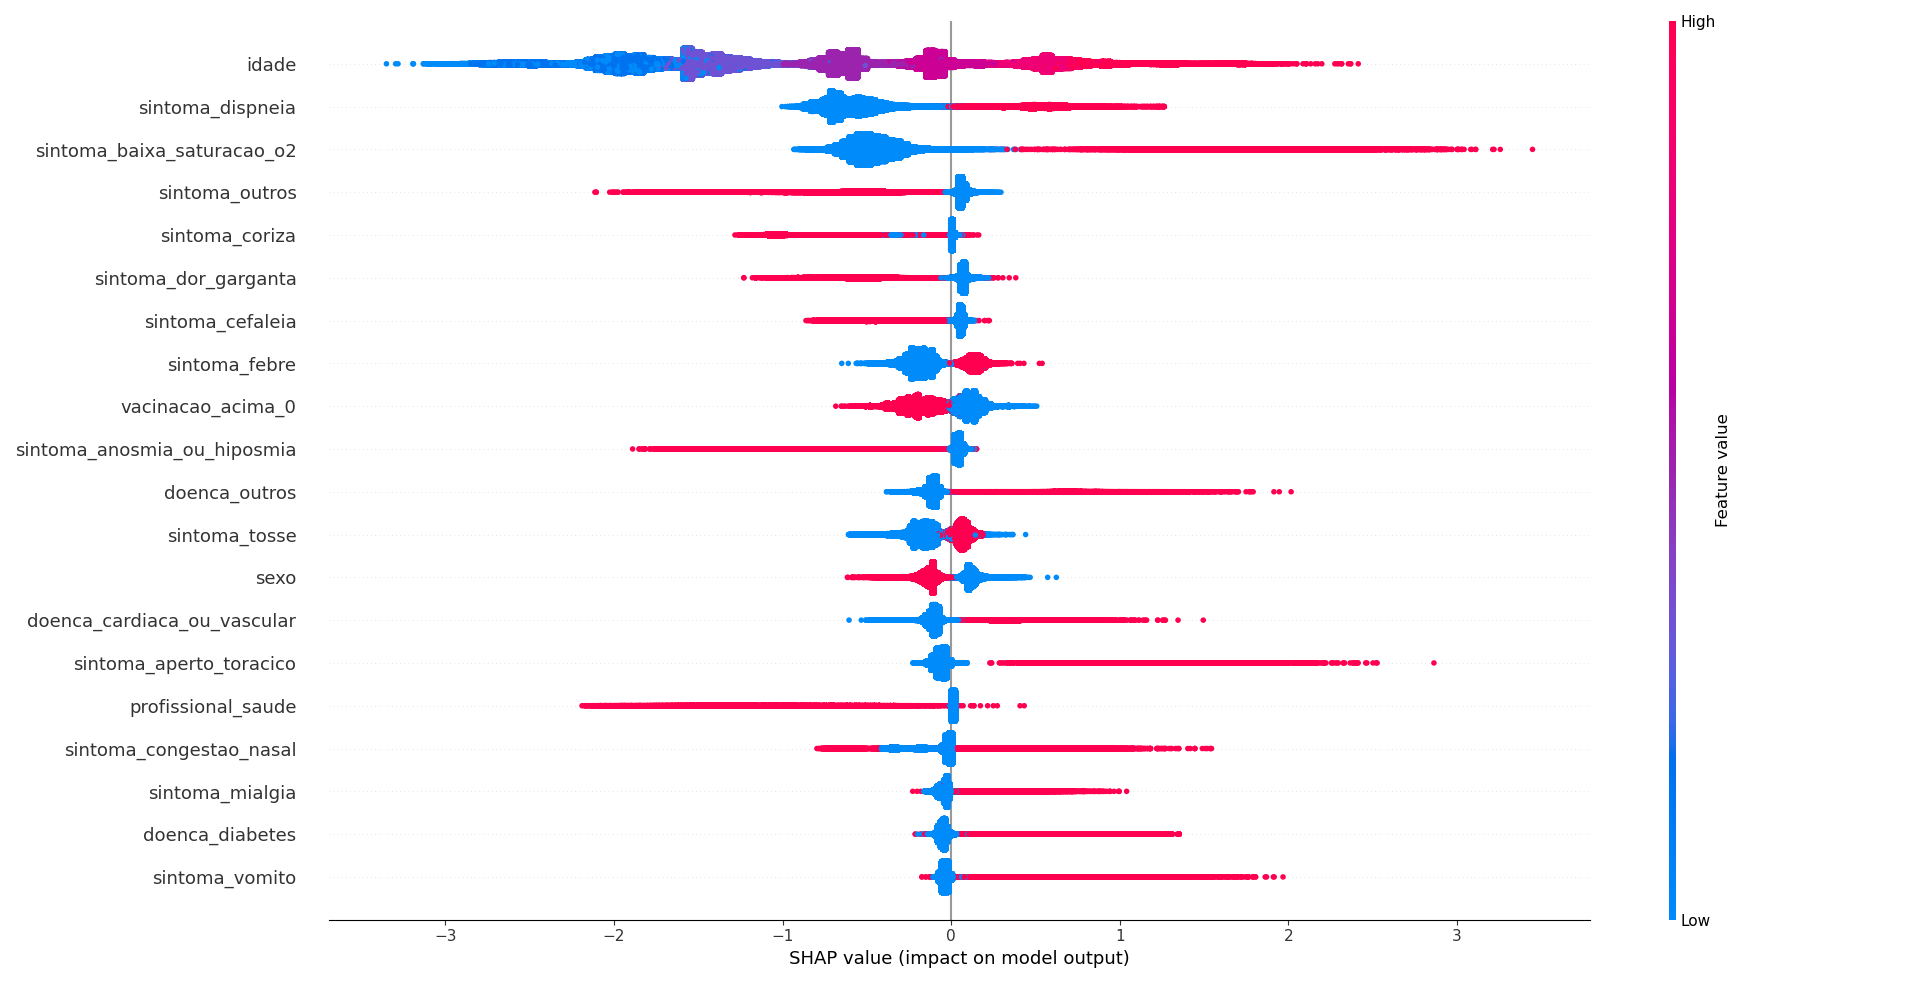 High
idade
sintoma_dispneia
sintoma_baixa_saturacao_o2
sintoma_outros
sintoma_coriza
sintoma_dor_garganta
sintoma_cefaleia
sintoma_febre
vacinacao_acima_0
sintoma_anosmia_ou_hiposmia
doenca_outros
sintoma_tosse
sexo
doenca_cardiaca_ou_vascular
sintoma_aperto_toracico
profissional_saude
sintoma_congestao_nasal
sintoma_mialgia
doenca_diabetes
sintoma_vomito
Feature value
Low
−3 −2 −1 0 1 2 3
SHAP value (impact on model output)